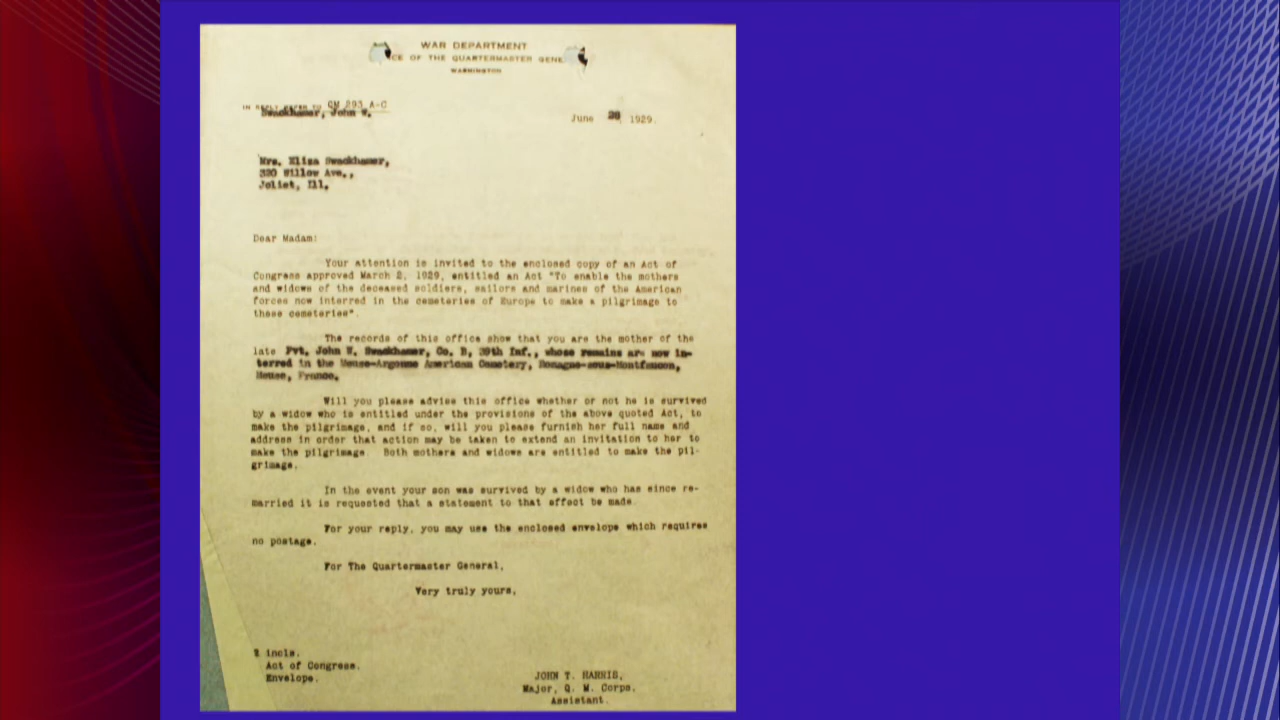 WAR DEPARTMENT
CE OF THE QUARTERMASTER GENE
WASHINGTON
IN REPLY REFER TO QM 293 A-C
Swackhamer, John W.
June 28 1929.
Mrs. Eliza Swackhamer,
320 Willow Ave.,
Joliet, Ill.
Dear Madam:
Your attention is invited to the enclosed copy of an Act of
Congress approved March 2, 1929, entitled an Act "To enable the mothers
and widows of the deceased soldiers, sailors and marines of the American
forces now interred in the cemeteries of Europe to make a pilgrimage to
these cemeteries".
The records of this office show that you are the mother of the
late Pvt. John W. Swackhamer, Co. B, 39th Inf., whose remains are now in-
terred in the Meuse-Argonne American Cemetery, Romagne-sous-Montfaucon,
Meuse, France.
Will you please advise this office whether or not he is survived
by a widow who is entitled under the provisions of the above quoted Act, to
make the pilgrimage, and if so, will you please furnish her full name and
address in order that action may be taken to extend an invitation to her to
make the pilgrimage. Both mothers and widows are entitled to make the pil-
grimage.
In the event your son was survived by a widow who has since re-
married it is requested that a statement to that effect be made.
For your reply, you may use the enclosed envelope which requires
no postage.
For The Quartermaster General,
Very truly yours,
incls.
Act of Congress.
Envelope.
JOHN T. HARRIS,
Major, Q. M. Corps.
Assistant.